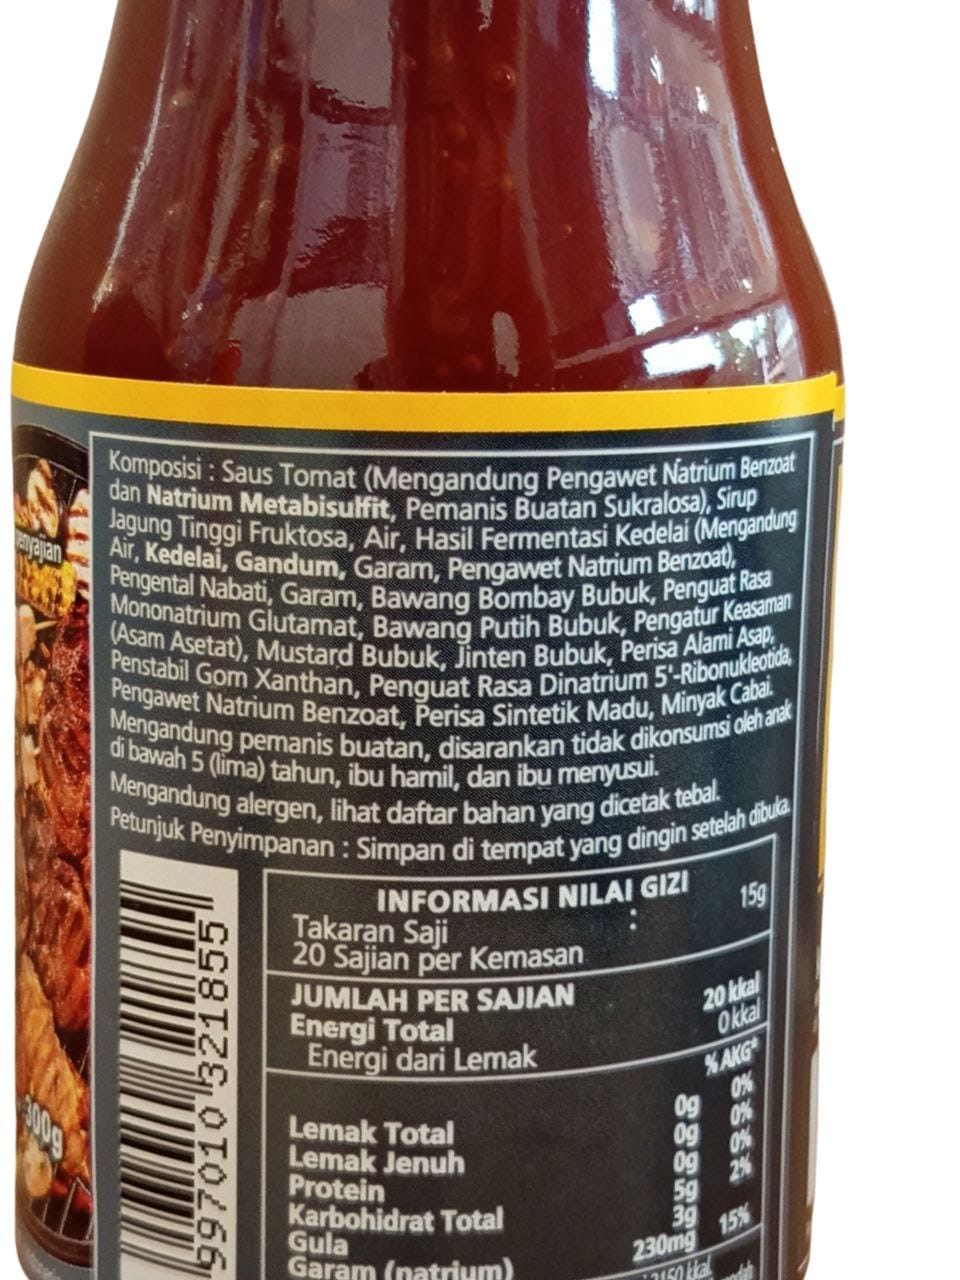 Komposisi : Saus Tomat (Mengandung Pengawet Natrium Benzoat
dan Natrium Metabisulfit, Pemanis Buatan Sukralosa), Sirup
Jagung Tinggi Fruktosa, Air, Hasil Fermentasi Kedelai (Mengandung
Air, Kedelai, Gandum, Garam, Pengawet Natrium Benzoat),
Pengental Nabati, Garam, Bawang Bombay Bubuk, Penguat Rasa
Mononatrium Glutamat, Bawang Putih Bubuk, Pengatur Keasaman
(Asam Asetat), Mustard Bubuk, Jinten Bubuk, Perisa Alami Asap,
Penstabil Gom Xanthan, Penguat Rasa Dinatrium 5'-Ribonukleotida,
Pengawet Natrium Benzoat, Perisa Sintetik Madu, Minyak Cabai.
Mengandung pemanis buatan, disarankan tidak dikonsumsi oleh anak
di bawah 5 (lima) tahun, ibu hamil, dan ibu menyusui.
Mengandung alergen, lihat daftar bahan yang dicetak tebal.
Petunjuk Penyimpanan : Simpan di tempat yang dingin setelah dibuka.
INFORMASI NILAI GIZI
Takaran Saji : 15g
20 Sajian per Kemasan
JUMLAH PER SAJIAN
Energi Total 20 kkal
Energi dari Lemak 0 kkal
% AKG*
Lemak Total 0g 0%
Lemak Jenuh 0g 0%
Protein 0g 0%
Karbohidrat Total 5g 2%
Gula 3g
Garam (natrium) 230mg 15%
2150 kkal.
997010 321855
penyajian
300g